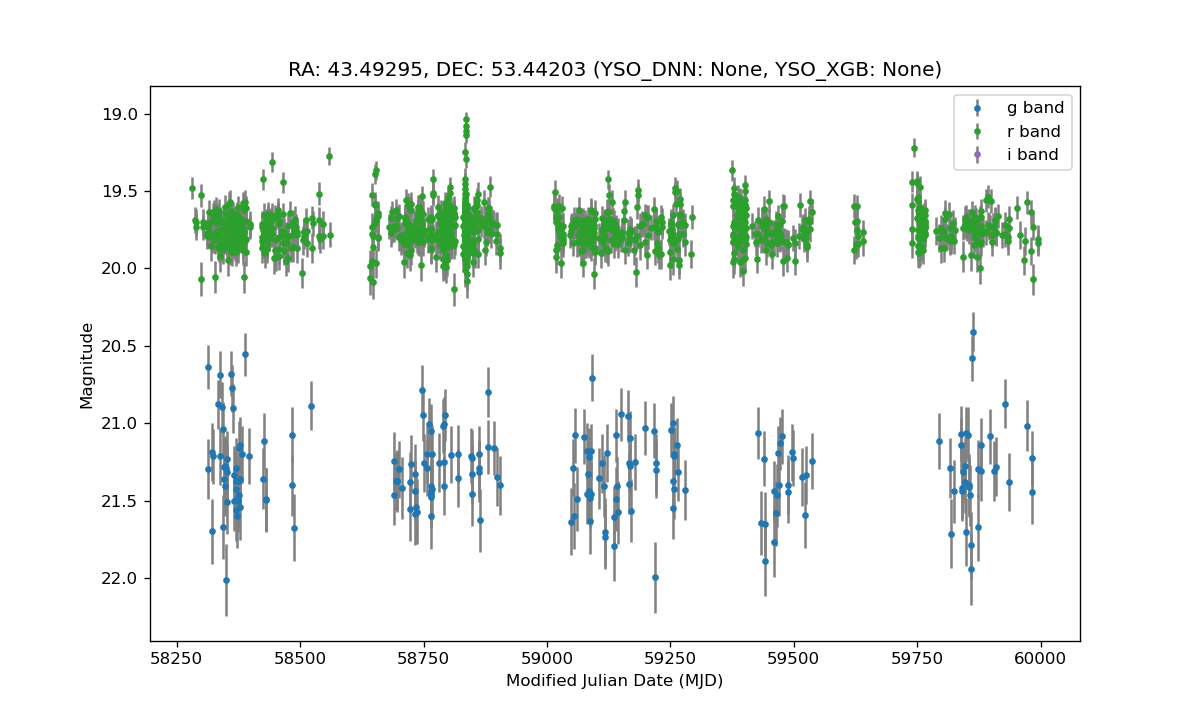 RA: 43.49295, DEC: 53.44203 (YSO_DNN: None, YSO_XGB: None)
g band
r band
i band
19.0
19.5
20.0
20.5
21.0
21.5
22.0
Magnitude
58250 58500 58750 59000 59250 59500 59750 60000
Modified Julian Date (MJD)